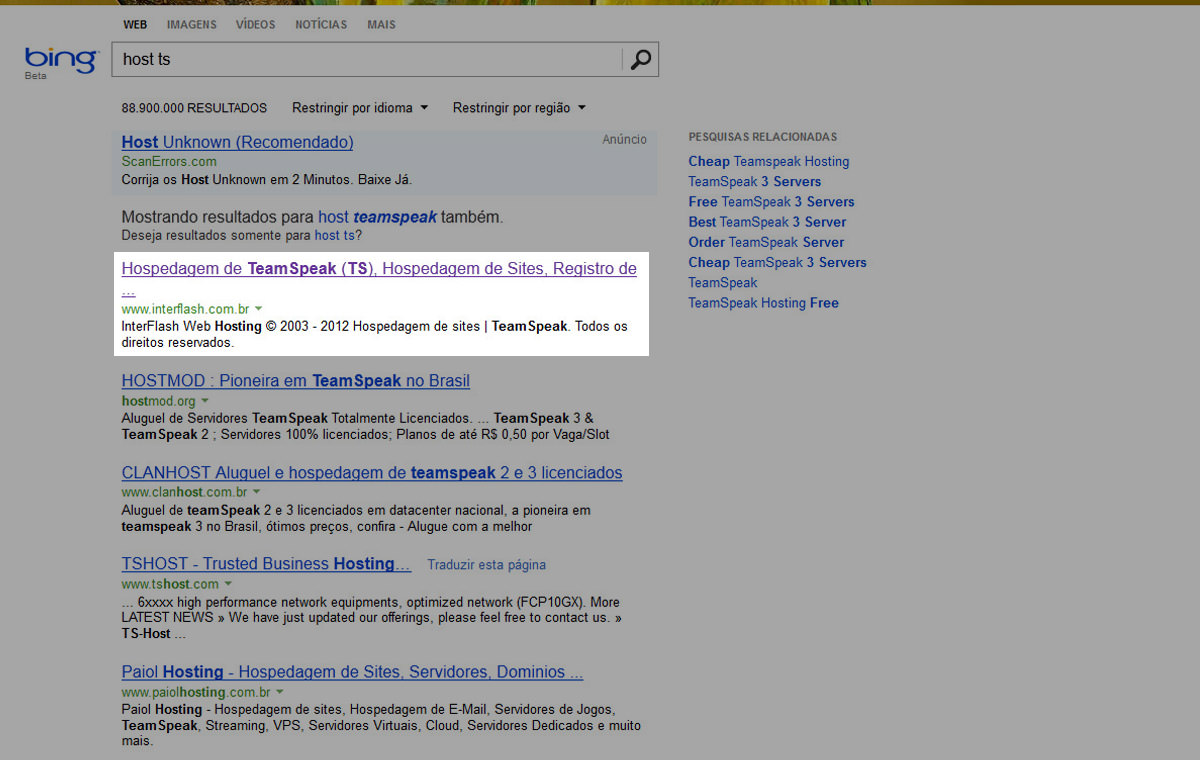 WEB IMAGENS VÍDEOS NOTÍCIAS MAIS
bing
Beta
host ts
88.900.000 RESULTADOS Restringir por idioma Restringir por região
Host Unknown (Recomendado) Anúncio
ScanErrors.com
Corrija os Host Unknown em 2 Minutos. Baixe Já.
Mostrando resultados para host teamspeak também.
Deseja resultados somente para host ts?
Hospedagem de TeamSpeak (TS), Hospedagem de Sites, Registro de
...
www.interflash.com.br
InterFlash Web Hosting © 2003 - 2012 Hospedagem de sites | TeamSpeak. Todos os
direitos reservados.
HOSTMOD : Pioneira em TeamSpeak no Brasil
hostmod.org
Aluguel de Servidores TeamSpeak Totalmente Licenciados. ... TeamSpeak 3 &
TeamSpeak 2 ; Servidores 100% licenciados; Planos de até R$ 0,50 por Vaga/Slot
CLANHOST Aluguel e hospedagem de teamspeak 2 e 3 licenciados
www.clanhost.com.br
Aluguel de teamSpeak 2 e 3 licenciados em datacenter nacional, a pioneira em
teamspeak 3 no Brasil, ótimos preços, confira - Alugue com a melhor
TSHOST - Trusted Business Hosting... Traduzir esta página
www.tshost.com
... 6xxxx high performance network equipments, optimized network (FCP10GX). More
LATEST NEWS » We have just updated our offerings, please feel free to contact us. »
TS-Host ...
Paiol Hosting - Hospedagem de Sites, Servidores, Dominios ...
www.paiolhosting.com.br
Paiol Hosting - Hospedagem de sites, Hospedagem de E-Mail, Servidores de Jogos,
TeamSpeak, Streaming, VPS, Servidores Virtuais, Cloud, Servidores Dedicados e muito
mais.
PESQUISAS RELACIONADAS
Cheap Teamspeak Hosting
TeamSpeak 3 Servers
Free TeamSpeak 3 Servers
Best TeamSpeak 3 Server
Order TeamSpeak Server
Cheap TeamSpeak 3 Servers
TeamSpeak
TeamSpeak Hosting Free